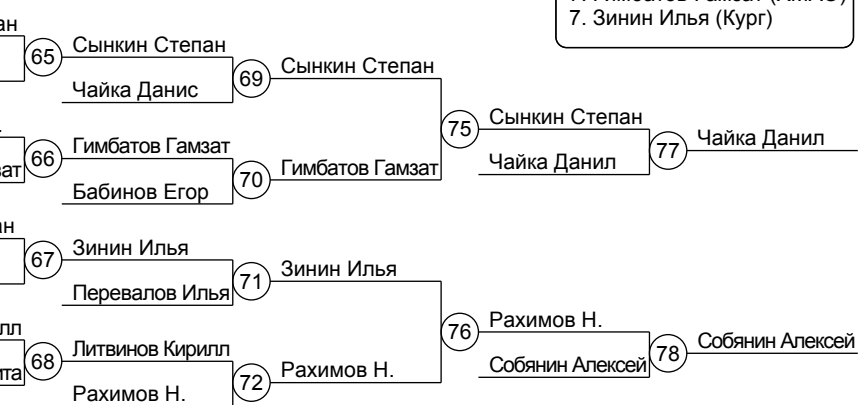 7. Зинин Илья (Кург)
65
Сынкин Степан
Чайка Данис
69
Сынкин Степан
75
Сынкин Степан
Чайка Данил
77
Чайка Данил
66
Гимбатов Гамзат
Бабинов Егор
70
Гимбатов Гамзат
67
Зинин Илья
Перевалов Илья
71
Зинин Илья
76
Рахимов Н.
Собянин Алексей
78
Собянин Алексей
68
Литвинов Кирилл
Рахимов Н.
72
Рахимов Н.